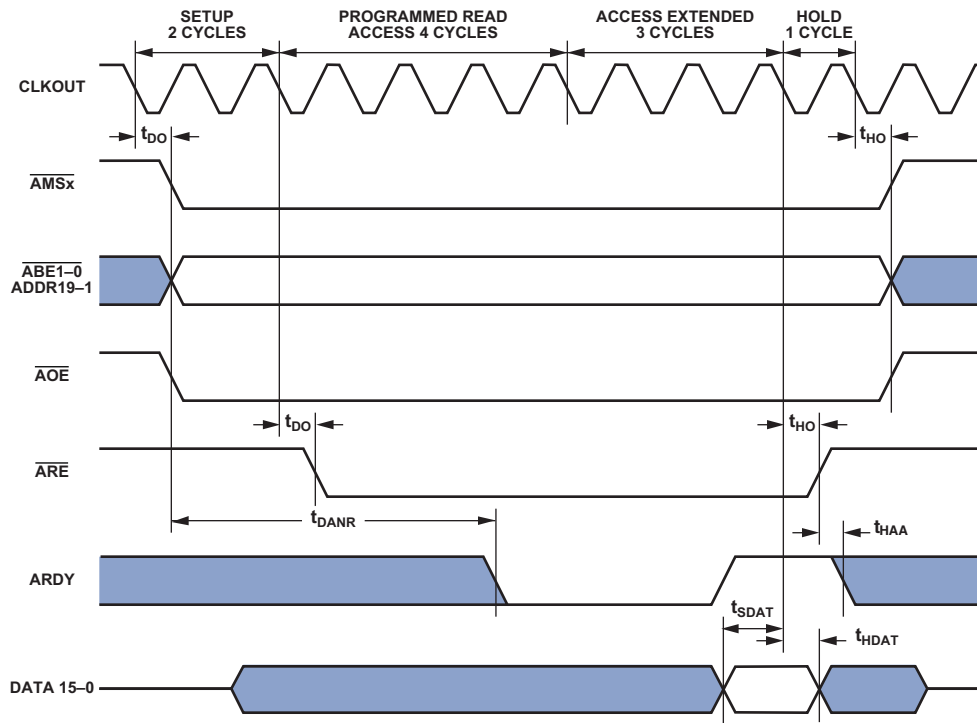 SETUP
2 CYCLES
PROGRAMMED READ
ACCESS 4 CYCLES
ACCESS EXTENDED
3 CYCLES
HOLD
1 CYCLE
CLKOUT
tDO
tHO
AMSx
ABE1–0
ADDR19–1
AOE
tDO
tHO
ARE
tDANR
tHAA
ARDY
tSDAT
tHDAT
DATA 15–0